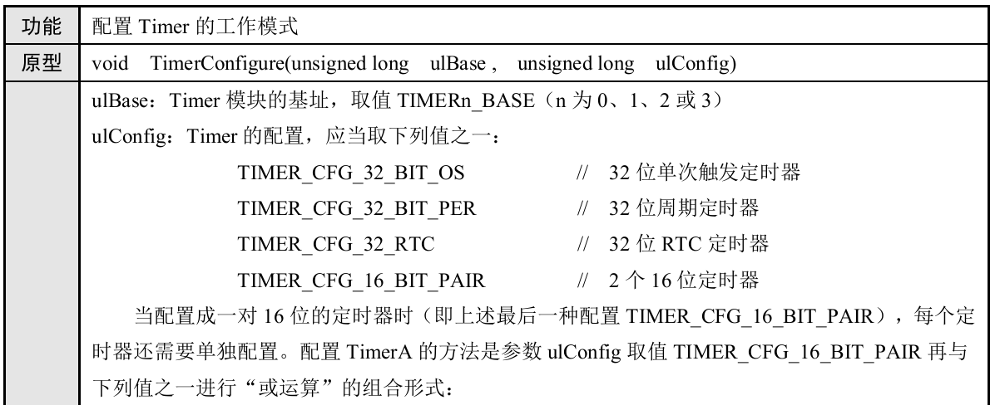 功能 配置 Timer 的工作模式
原型 void TimerConfigure(unsigned long ulBase , unsigned long ulConfig)
ulBase：Timer 模块的基址，取值 TIMERn_BASE（n 为 0、1、2 或 3）
ulConfig：Timer 的配置，应当取下列值之一：
TIMER_CFG_32_BIT_OS // 32 位单次触发定时器
TIMER_CFG_32_BIT_PER // 32 位周期定时器
TIMER_CFG_32_RTC // 32 位 RTC 定时器
TIMER_CFG_16_BIT_PAIR // 2 个 16 位定时器
当配置成一对 16 位的定时器时（即上述最后一种配置 TIMER_CFG_16_BIT_PAIR），每个定
时器还需要单独配置。配置 TimerA 的方法是参数 ulConfig 取值 TIMER_CFG_16_BIT_PAIR 再与
下列值之一进行“或运算”的组合形式：